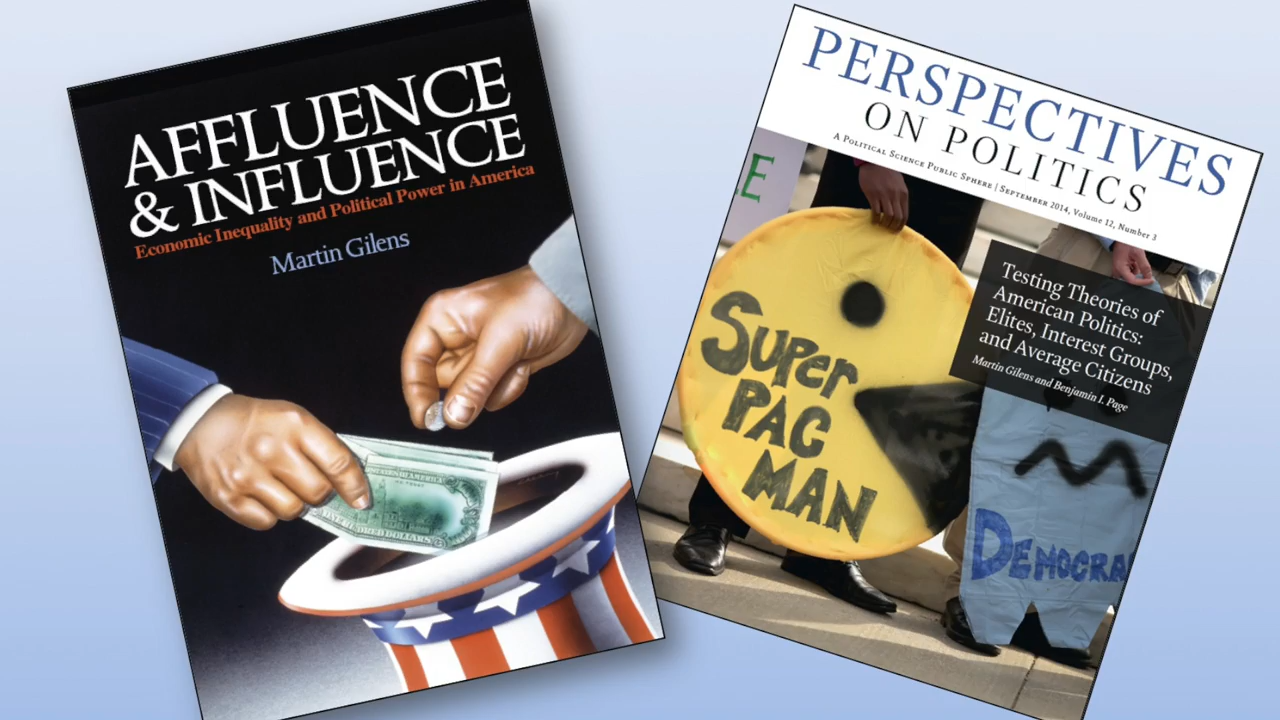 AFFLUENCE
& INFLUENCE
Economic Inequality and Political Power in America
Martin Gilens
PERSPECTIVES
ON POLITICS
A Political Science Public Sphere | September 2014, Volume 12, Number 3
Testing Theories of
American Politics:
Elites, Interest Groups,
and Average Citizens
Martin Gilens and Benjamin I. Page
SUPER
PAC
MAN
DEMOCRA